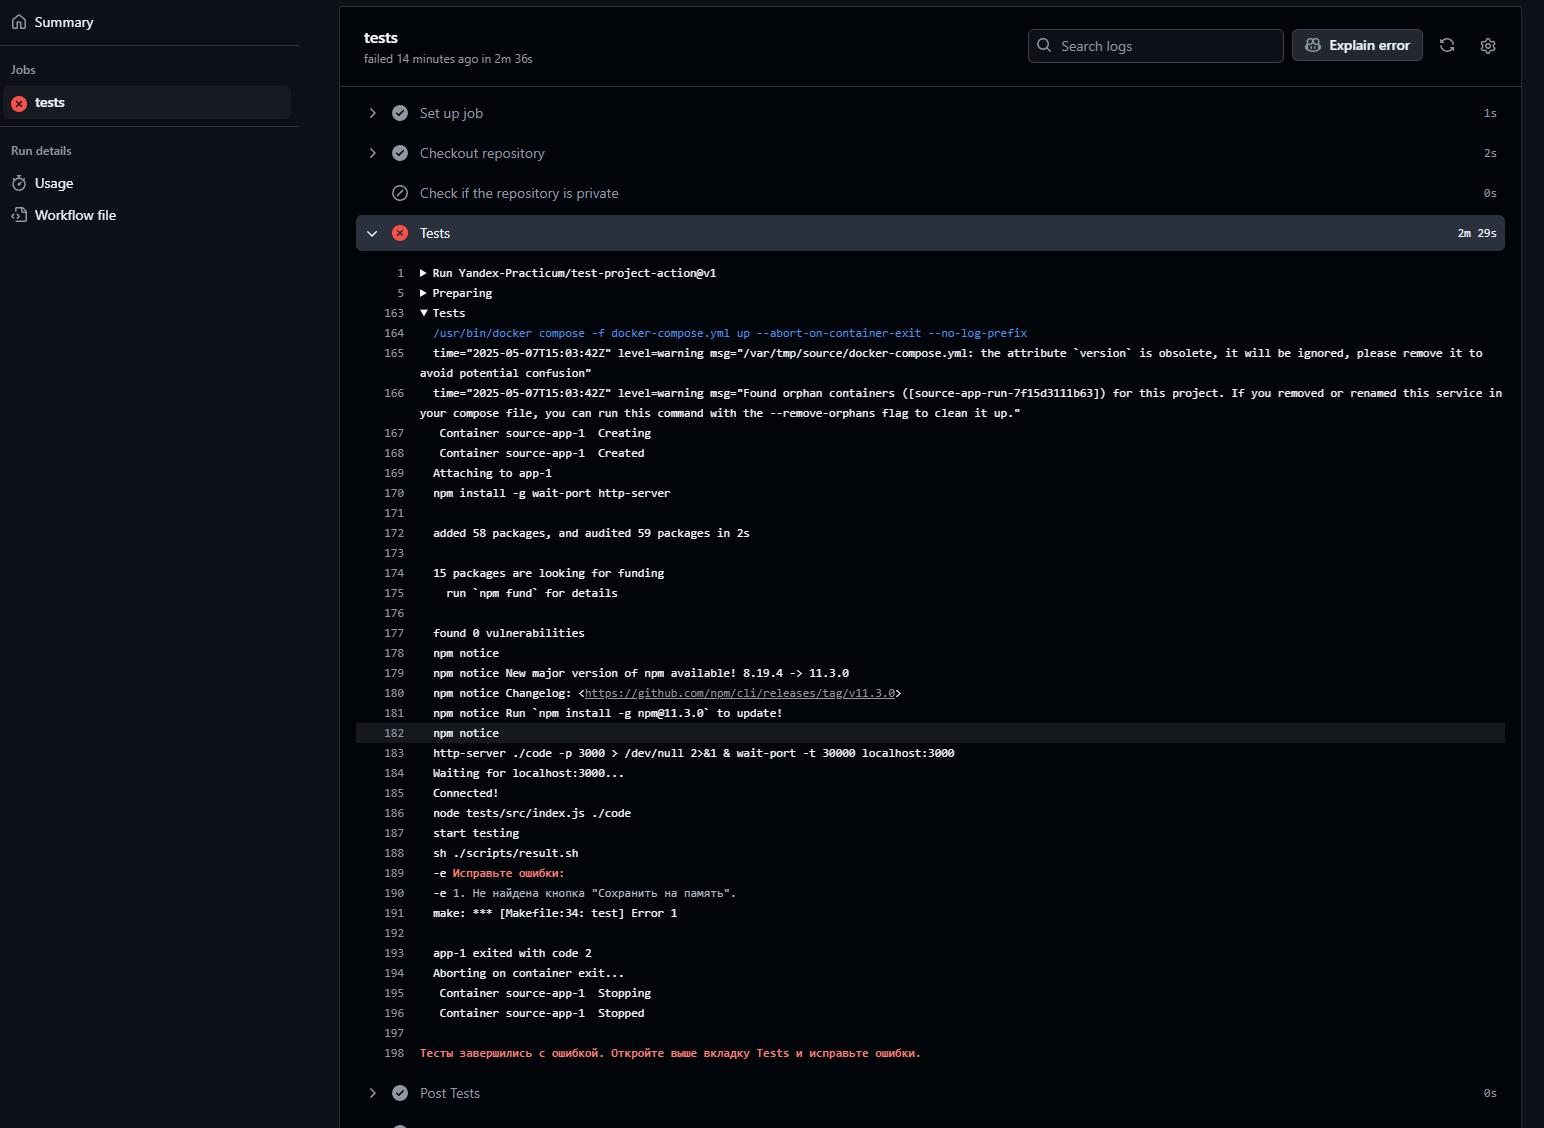 Summary
Jobs
tests
Run details
Usage
Workflow file
tests
failed 14 minutes ago in 2m 36s
Search logs
Explain error
Set up job 1s
Checkout repository 2s
Check if the repository is private 0s
Tests 2m 29s
1 Run Yandex-Practicum/test-project-action@v1
5 Preparing
163 Tests
164 /usr/bin/docker compose -f docker-compose.yml up --abort-on-container-exit --no-log-prefix
165 time="2025-05-07T15:03:42Z" level=warning msg="/var/tmp/source/docker-compose.yml: the attribute `version` is obsolete, it will be ignored, please remove it to
avoid potential confusion"
166 time="2025-05-07T15:03:42Z" level=warning msg="Found orphan containers ([source-app-run-7f15d3111b63]) for this project. If you removed or renamed this service in
your compose file, you can run this command with the --remove-orphans flag to clean it up."
167 Container source-app-1 Creating
168 Container source-app-1 Created
169 Attaching to app-1
170 npm install -g wait-port http-server
171
172 added 58 packages, and audited 59 packages in 2s
173
174 15 packages are looking for funding
175 run `npm fund` for details
176
177 found 0 vulnerabilities
178 npm notice
179 npm notice New major version of npm available! 8.19.4 -> 11.3.0
180 npm notice Changelog: <https://github.com/npm/cli/releases/tag/v11.3.0>
181 npm notice Run `npm install -g npm@11.3.0` to update!
182 npm notice
183 http-server ./code -p 3000 > /dev/null 2>&1 & wait-port -t 30000 localhost:3000
184 Waiting for localhost:3000...
185 Connected!
186 node tests/src/index.js ./code
187 start testing
188 sh ./scripts/result.sh
189 -e Исправьте ошибки:
190 -e 1. Не найдена кнопка "Сохранить на память".
191 make: *** [Makefile:34: test] Error 1
192
193 app-1 exited with code 2
194 Aborting on container exit...
195 Container source-app-1 Stopping
196 Container source-app-1 Stopped
197
198 Тесты завершились с ошибкой. Откройте выше вкладку Tests и исправьте ошибки.
Post Tests 0s